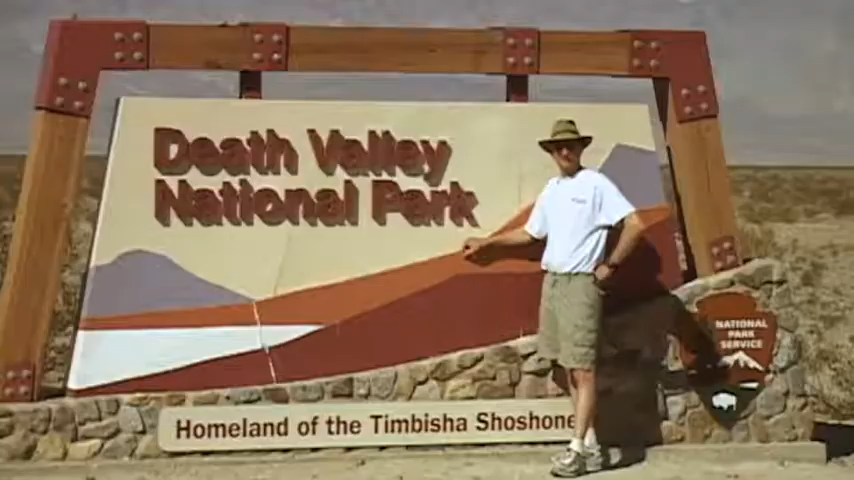 Death Valley
National Park
Homeland of the Timbisha Shoshone
NATIONAL
PARK
SERVICE